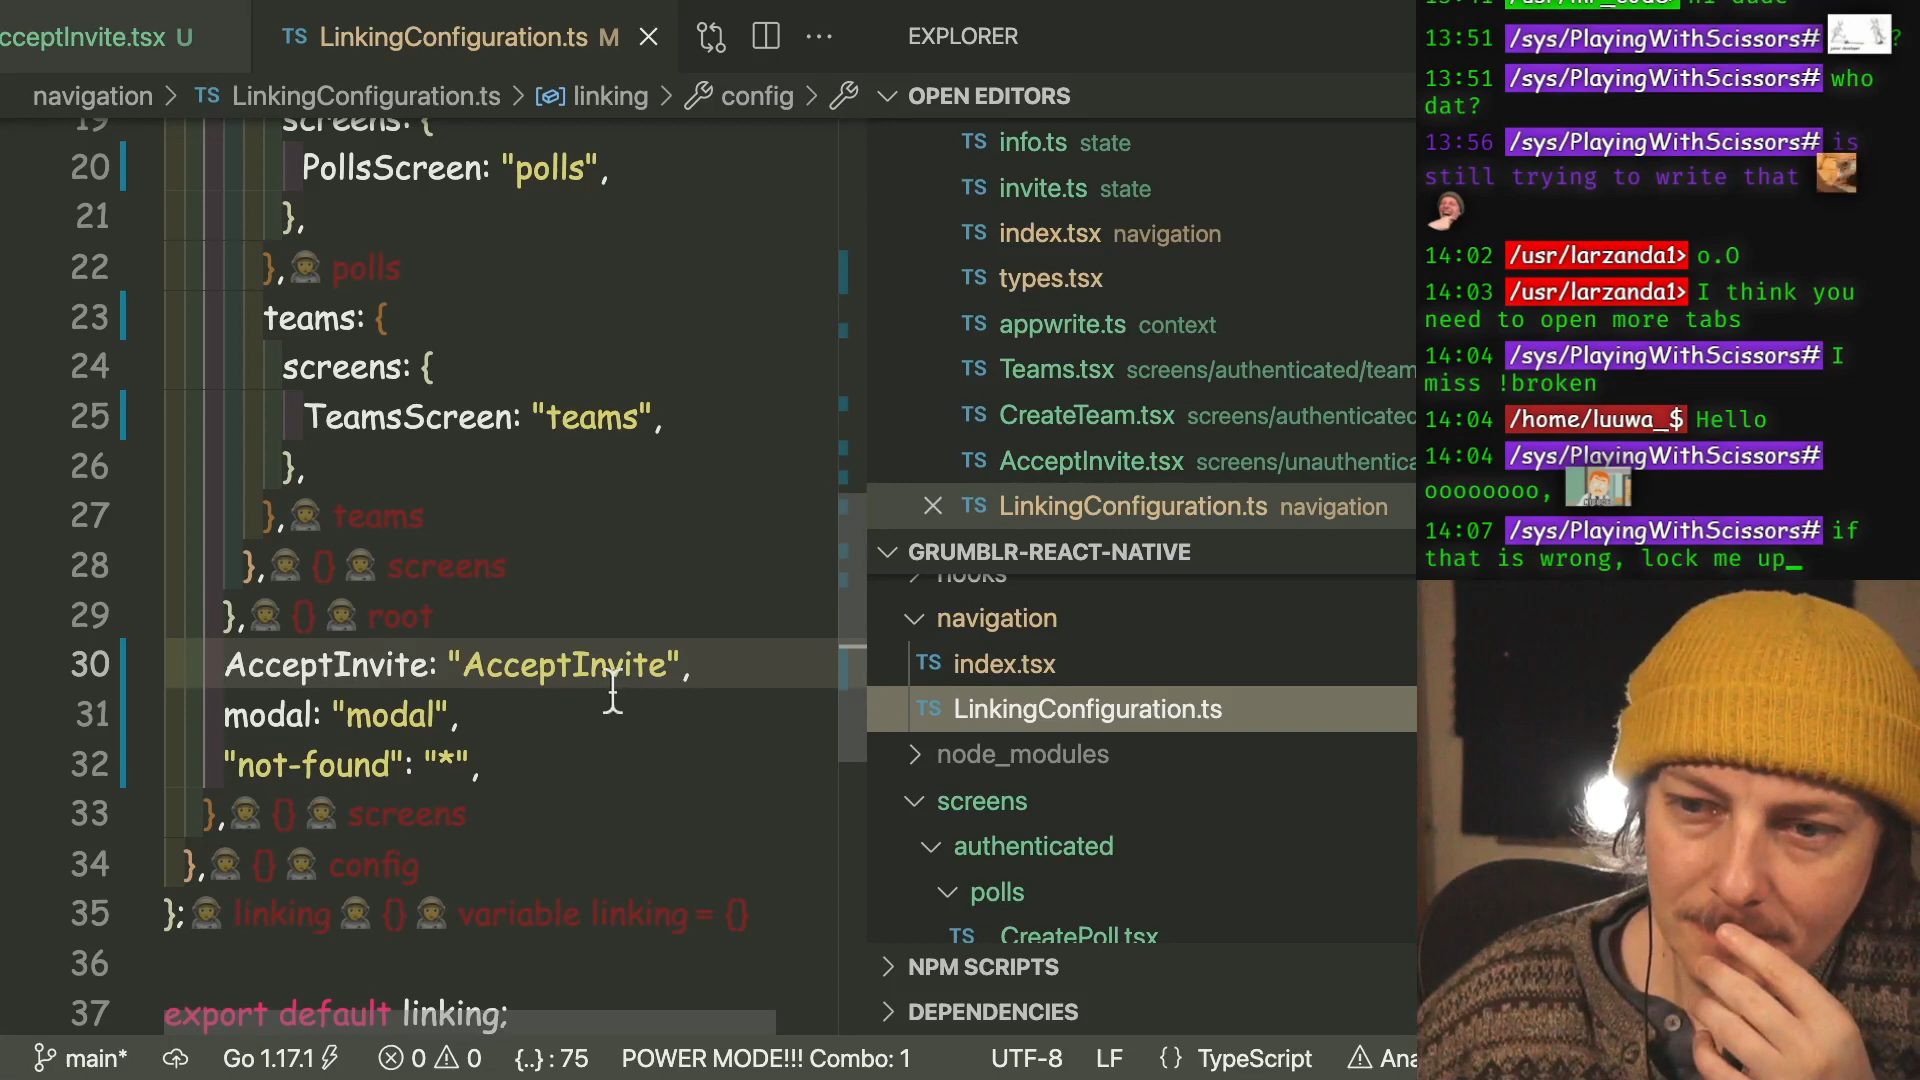 cceptInvite.tsx U
TS LinkingConfiguration.ts M
navigation > TS LinkingConfiguration.ts > linking > config >
19 screens: {
20 PollsScreen: "polls",
21 },
22 }, polls
23 teams: {
24 screens: {
25 TeamsScreen: "teams",
26 },
27 }, teams
28 }, {} screens
29 }, {} root
30 AcceptInvite: "AcceptInvite",
31 modal: "modal",
32 "not-found": "*",
33 }, {} screens
34 }, {} config
35 }; linking {} variable linking = {}
36
37 export default linking;
EXPLORER
OPEN EDITORS
TS info.ts state
TS invite.ts state
TS index.tsx navigation
TS types.tsx
TS appwrite.ts context
TS Teams.tsx screens/authenticated/team
TS CreateTeam.tsx screens/authenticated
TS AcceptInvite.tsx screens/unauthentica
TS LinkingConfiguration.ts navigation
GRUMBLR-REACT-NATIVE
hooks
navigation
TS index.tsx
TS LinkingConfiguration.ts
node_modules
screens
authenticated
polls
TS CreatePoll.tsx
NPM SCRIPTS
DEPENDENCIES
main* Go 1.17.1 0 0 {..} : 75 POWER MODE!!! Combo: 1 UTF-8 LF {} TypeScript Ana
13:51 /sys/PlayingWithScissors# ?
13:51 /sys/PlayingWithScissors# who
dat?
13:56 /sys/PlayingWithScissors# is
still trying to write that
14:02 /usr/larzanda1> o.O
14:03 /usr/larzanda1> I think you
need to open more tabs
14:04 /sys/PlayingWithScissors# I
miss !broken
14:04 /home/luuwa_$ Hello
14:04 /sys/PlayingWithScissors#
oooooooo,
14:07 /sys/PlayingWithScissors# if
that is wrong, lock me up_